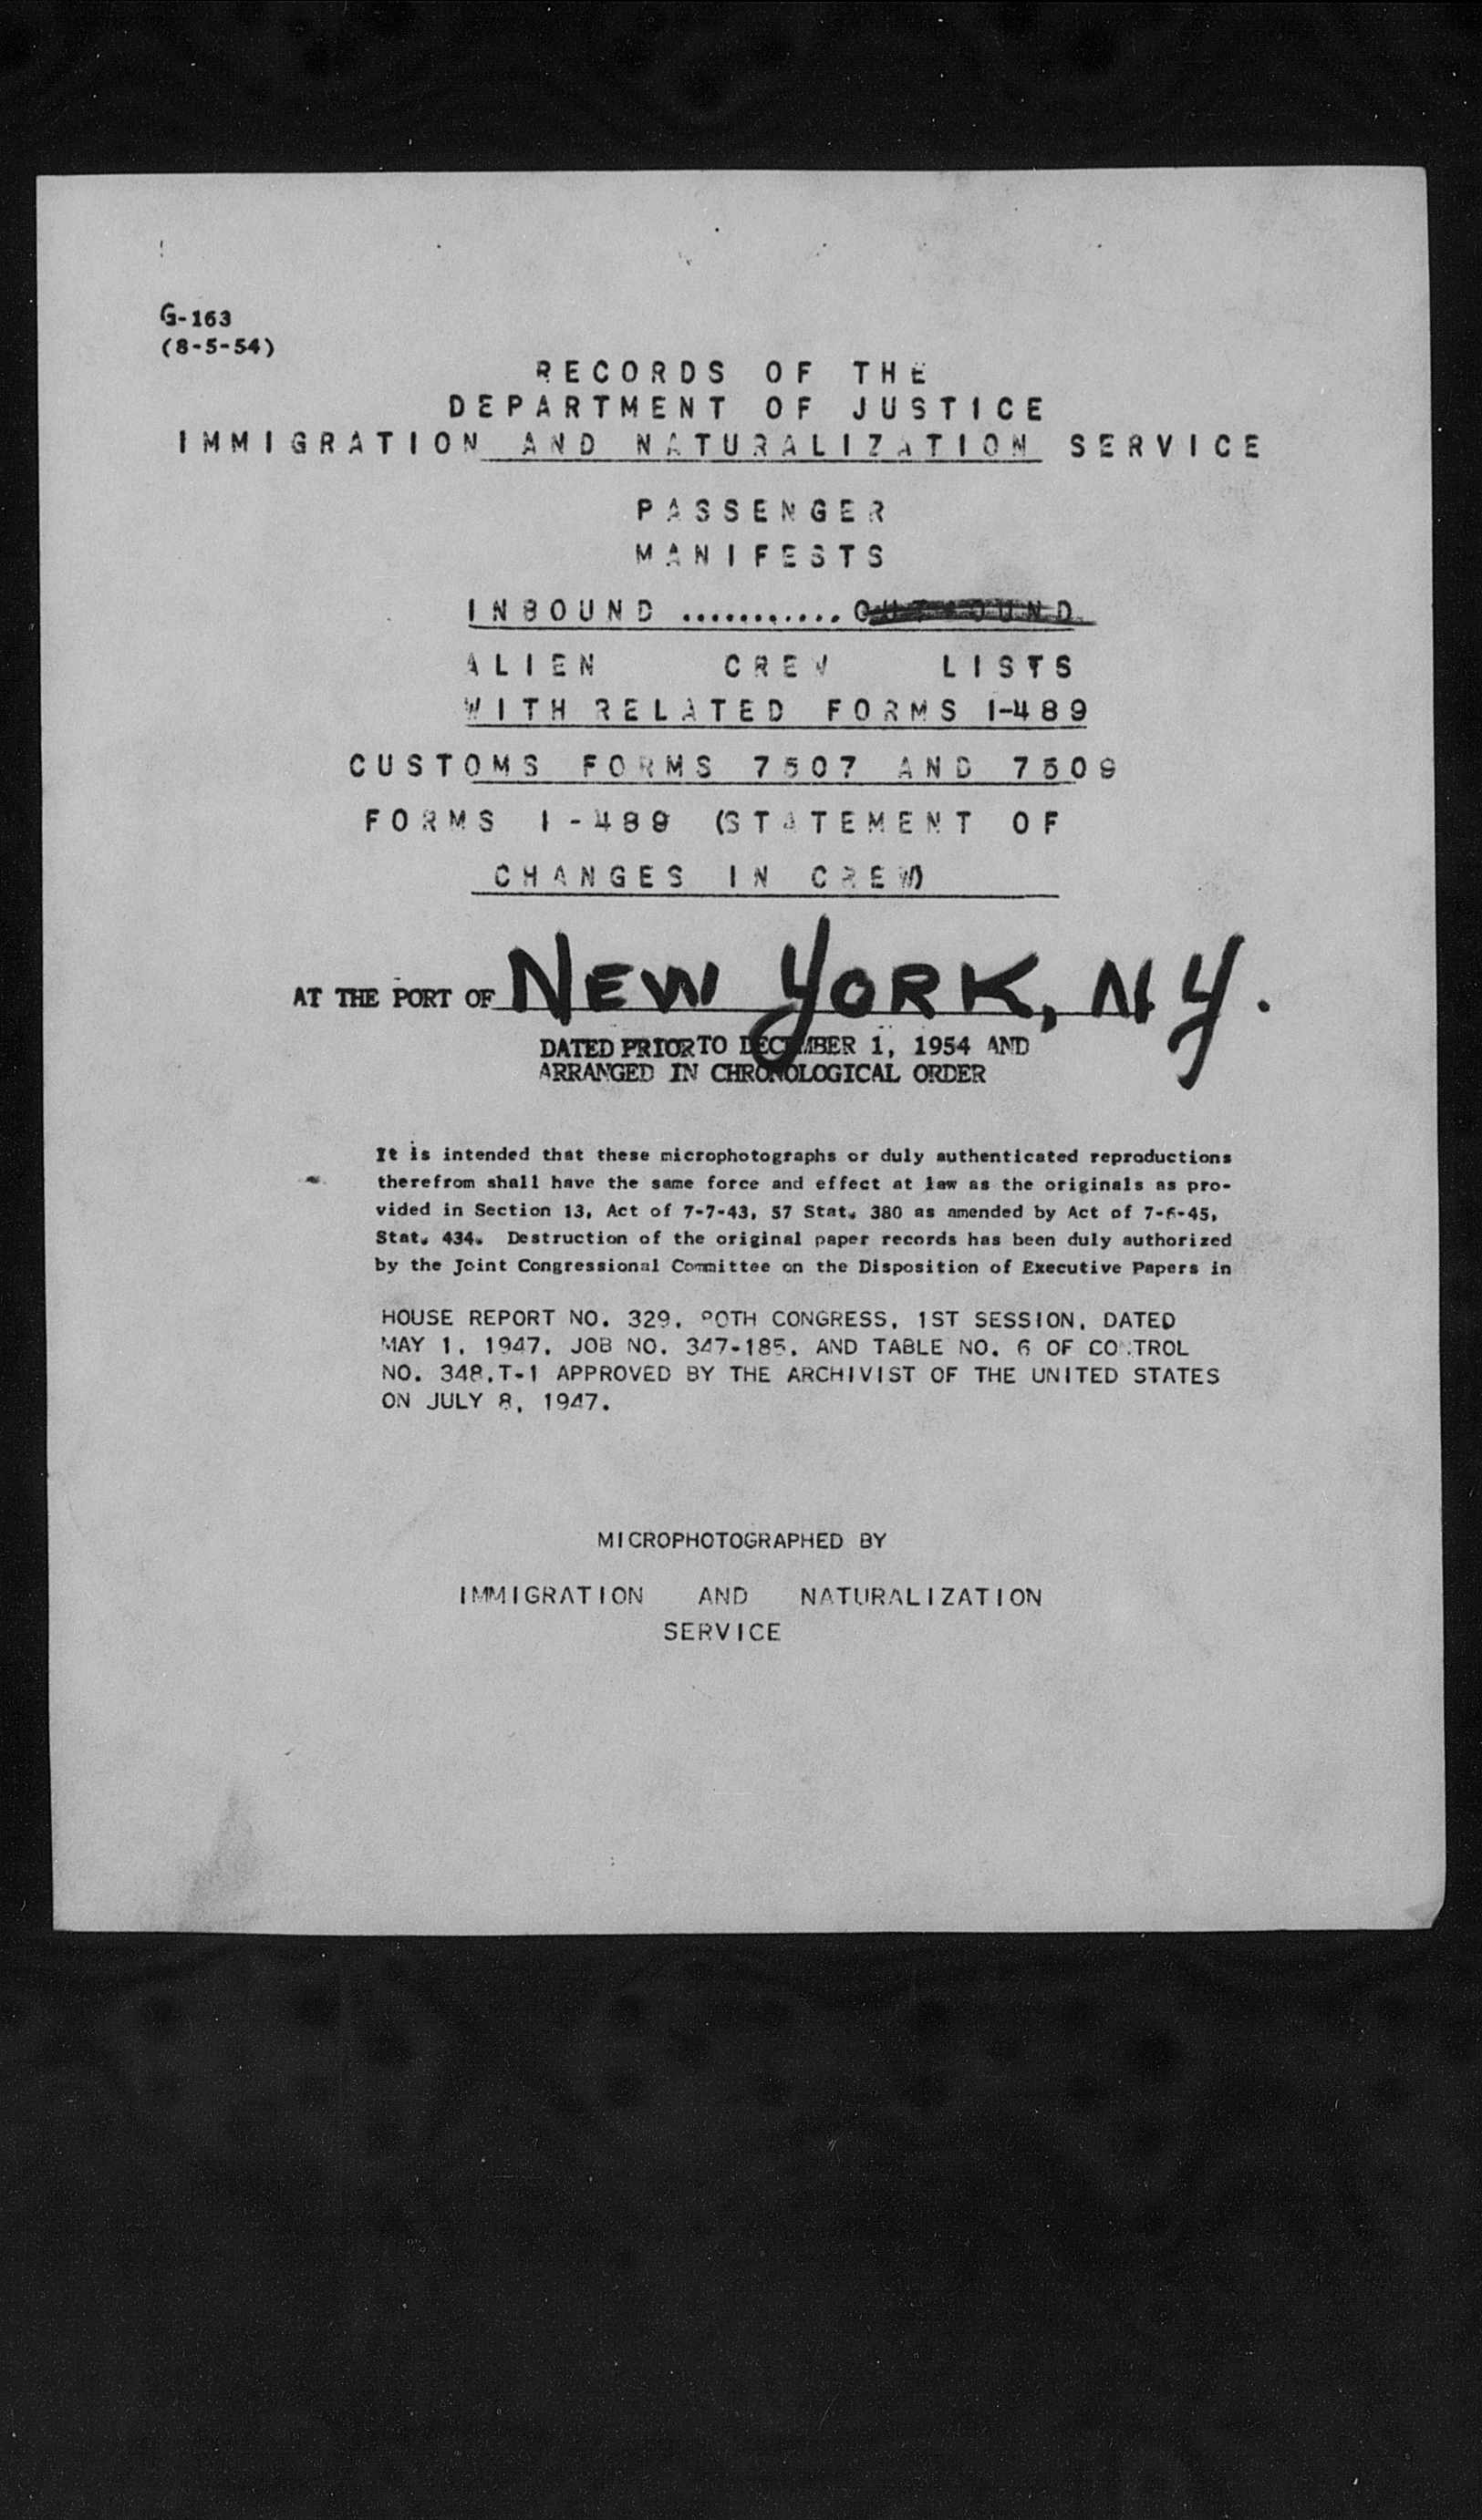 G-163
(8-5-54)
RECORDS OF THE
DEPARTMENT OF JUSTICE
IMMIGRATION AND NATURALIZATION SERVICE
PASSENGER
MANIFESTS
INBOUND ...........OUTBOUND
ALIEN CREW LISTS
WITH RELATED FORMS I-489
CUSTOMS FORMS 7507 AND 7509
FORMS I-489 (STATEMENT OF
CHANGES IN CREW)
AT THE PORT OF NEW YORK, NY.
DATED PRIOR TO DECEMBER 1, 1954 AND
ARRANGED IN CHRONOLOGICAL ORDER
It is intended that these microphotographs or duly authenticated reproductions
therefrom shall have the same force and effect at law as the originals as pro-
vided in Section 13, Act of 7-7-43, 57 Stat. 380 as amended by Act of 7-6-45,
Stat. 434. Destruction of the original paper records has been duly authorized
by the Joint Congressional Committee on the Disposition of Executive Papers in
HOUSE REPORT NO. 329, 80TH CONGRESS, 1ST SESSION, DATED
MAY 1, 1947, JOB NO. 347-185, AND TABLE NO. 6 OF CONTROL
NO. 348.T-1 APPROVED BY THE ARCHIVIST OF THE UNITED STATES
ON JULY 8, 1947.
MICROPHOTOGRAPHED BY
IMMIGRATION AND NATURALIZATION
SERVICE